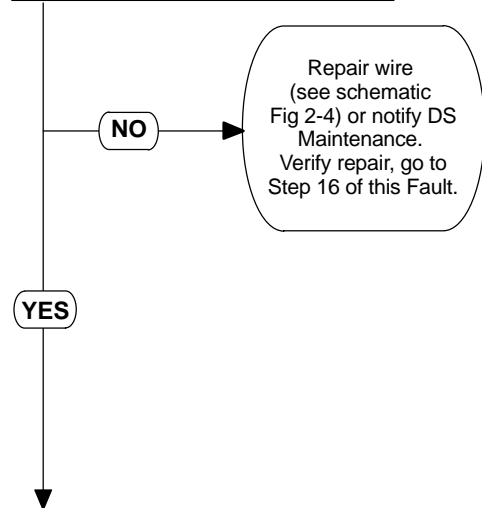 NO
Repair wire
(see schematic
Fig 2-4) or notify DS
Maintenance.
Verify repair, go to
Step 16 of this Fault.
YES